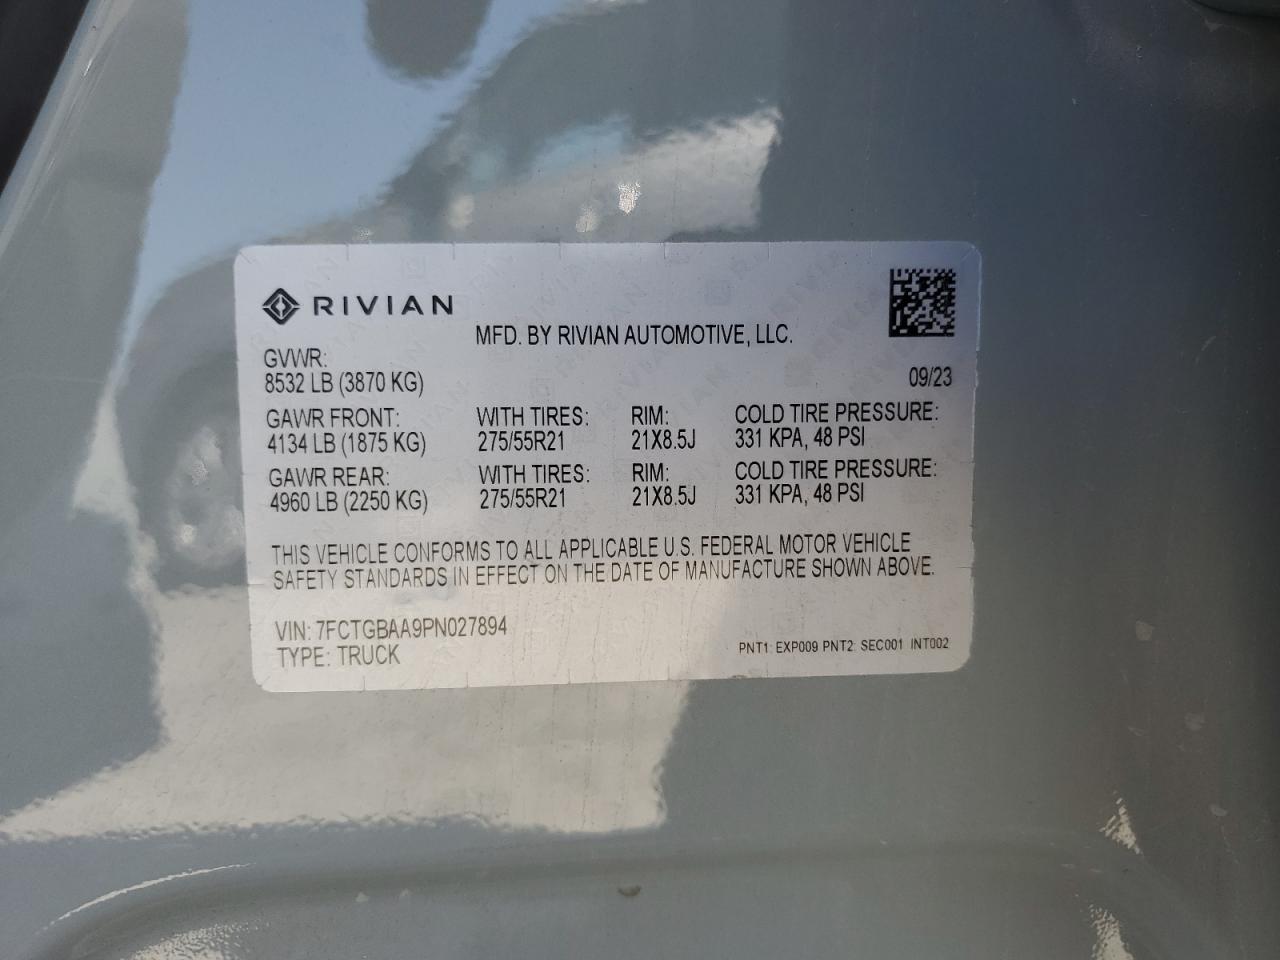 RIVIAN
MFD. BY RIVIAN AUTOMOTIVE, LLC.
GVWR:
8532 LB (3870 KG)
09/23
GAWR FRONT: WITH TIRES: RIM: COLD TIRE PRESSURE:
4134 LB (1875 KG) 275/55R21 21X8.5J 331 KPA, 48 PSI
GAWR REAR: WITH TIRES: RIM: COLD TIRE PRESSURE:
4960 LB (2250 KG) 275/55R21 21X8.5J 331 KPA, 48 PSI
THIS VEHICLE CONFORMS TO ALL APPLICABLE U.S. FEDERAL MOTOR VEHICLE
SAFETY STANDARDS IN EFFECT ON THE DATE OF MANUFACTURE SHOWN ABOVE.
VIN: 7FCTGBAA9PN027894
TYPE: TRUCK
PNT1: EXP009 PNT2: SEC001 INT002